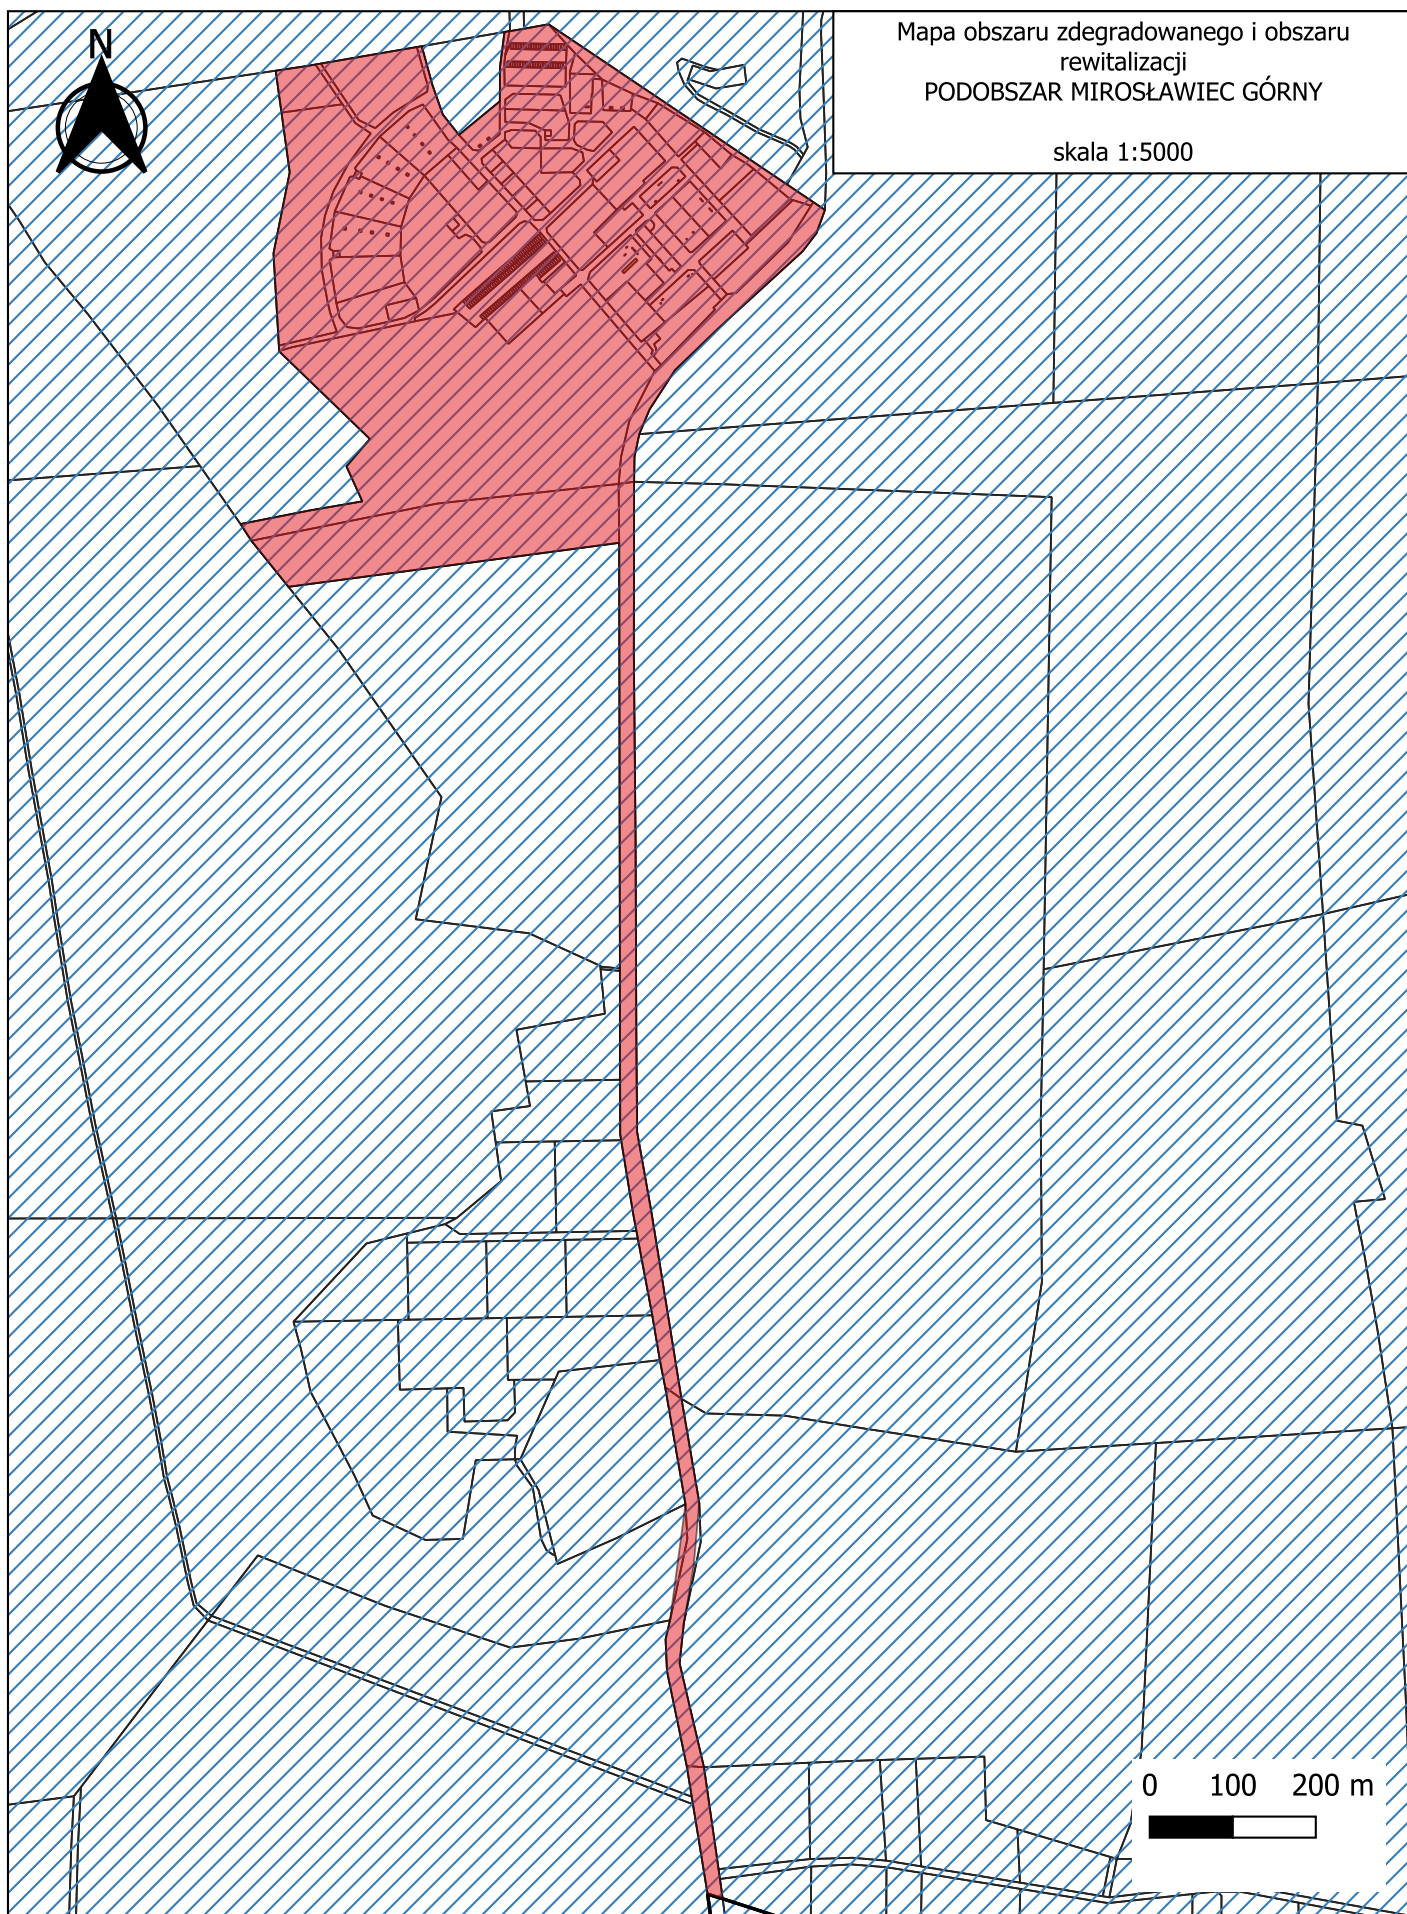 N
Mapa obszaru zdegradowanego i obszaru
rewitalizacji
PODOBSZAR MIROSŁAWIEC GÓRNY
skala 1:5000
0 100 200 m